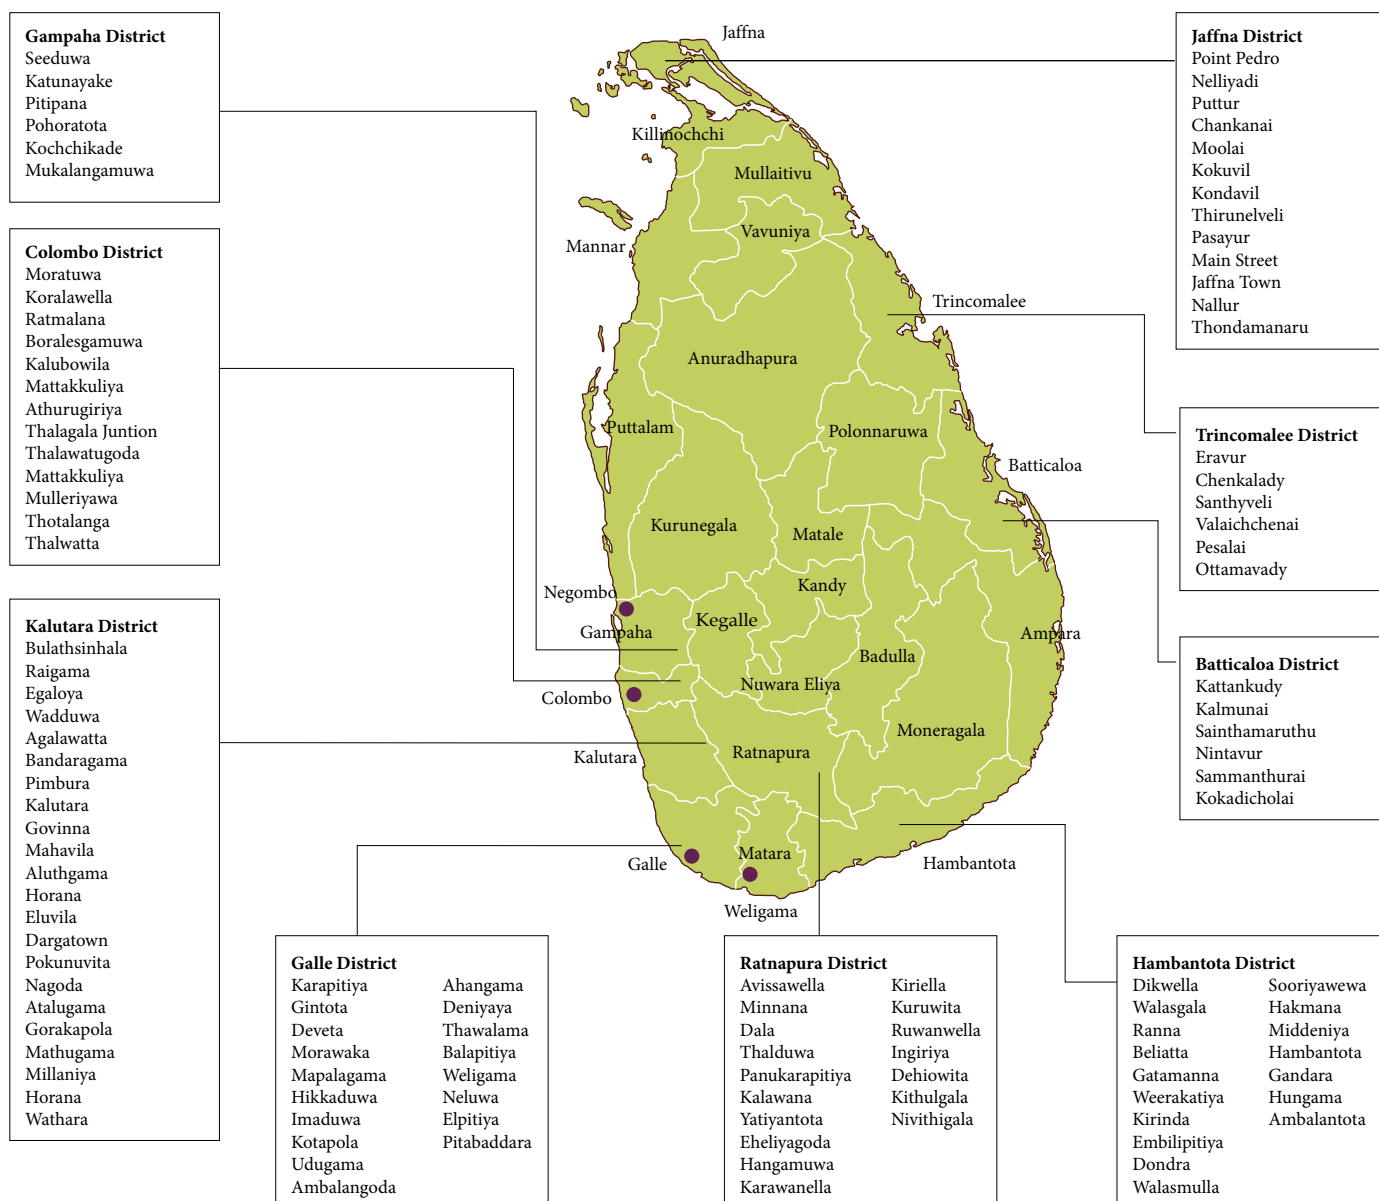 Gampaha District
Seeduwa
Katunayake
Pitipana
Pohoratota
Kochchikade
Mukalangamuwa
Colombo District
Moratuwa
Koralawella
Ratmalana
Boralesgamuwa
Kalubowila
Mattakkuliya
Athurugiriya
Thalagala Juntion
Thalawatugoda
Mattakkuliya
Mulleriyawa
Thotalanga
Thalwatta
Kalutara District
Bulathsinhala
Raigama
Egaloya
Wadduwa
Agalawatta
Bandaragama
Pimbura
Kalutara
Govinna
Mahavila
Aluthgama
Horana
Eluvila
Dargatown
Pokunuvita
Nagoda
Atalugama
Gorakapola
Mathugama
Millaniya
Horana
Wathara
Jaffna
Killinochchi
Mullaitivu
Vavuniya
Mannar
Trincomalee
Anuradhapura
Puttalam
Polonnaruwa
Batticaloa
Kurunegala
Matale
Kandy
Negombo
Kegalle
Gampaha
Ampara
Badulla
Nuwara Eliya
Colombo
Moneragala
Ratnapura
Kalutara
Matara
Galle
Hambantota
Weligama
Jaffna District
Point Pedro
Nelliyadi
Puttur
Chankanai
Moolai
Kokuvil
Kondavil
Thirunelveli
Pasayur
Main Street
Jaffna Town
Nallur
Thondamanaru
Trincomalee District
Eravur
Chenkalady
Santhyveli
Valaichchenai
Pesalai
Ottamavady
Batticaloa District
Kattankudy
Kalmunai
Sainthamaruthu
Nintavur
Sammanthurai
Kokadicholai
Galle District
Karapitiya
Gintota
Deveta
Morawaka
Mapalagama
Hikkaduwa
Imaduwa
Kotapola
Udugama
Ambalangoda
Ahangama
Deniyaya
Thawalama
Balapitiya
Weligama
Neluwa
Elpitiya
Pitabaddara
Ratnapura District
Avissawella
Minnana
Dala
Thalduwa
Panukarapitiya
Kalawana
Yatiyantota
Eheliyagoda
Hangamuwa
Karawanella
Kiriella
Kuruwita
Ruwanwella
Ingiriya
Dehiowita
Kithulgala
Nivithigala
Hambantota District
Dikwella
Walasgala
Ranna
Beliatta
Gatamanna
Weerakatiya
Kirinda
Embilipitiya
Dondra
Walasmulla
Sooriyawewa
Hakmana
Middeniya
Hambantota
Gandara
Hungama
Ambalantota